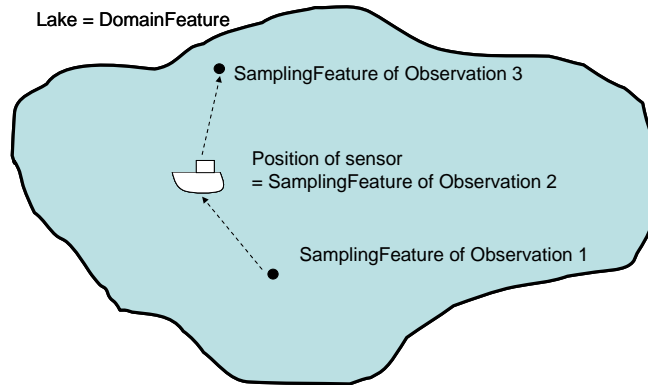 Lake = DomainFeature
SamplingFeature of Observation 3
Position of sensor
= SamplingFeature of Observation 2
SamplingFeature of Observation 1